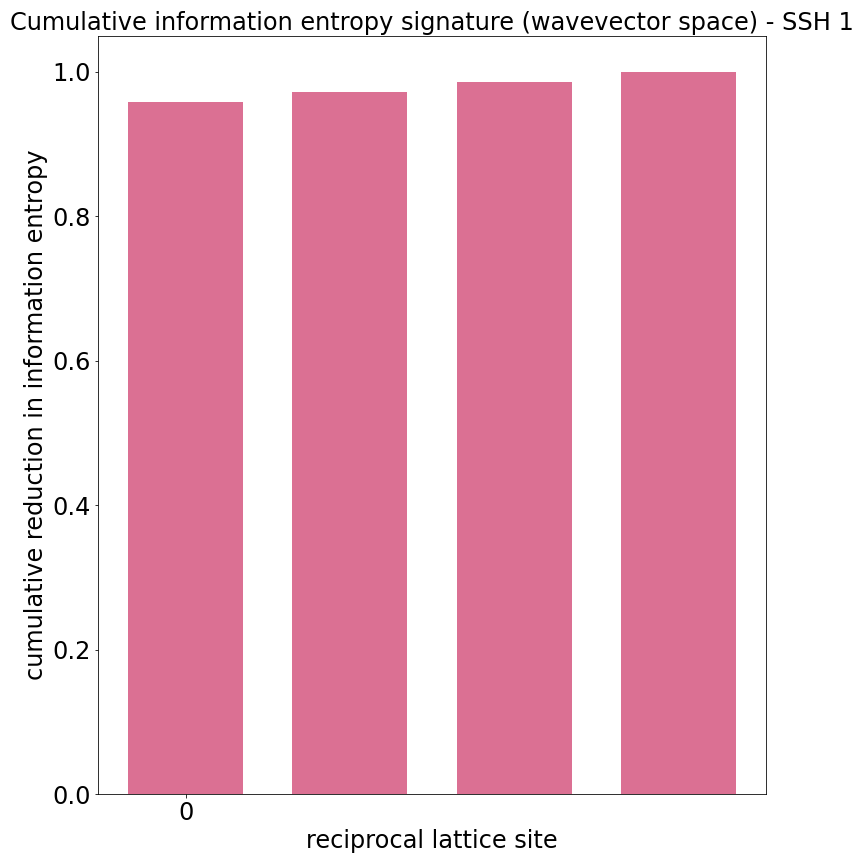 Cumulative information entropy signature (wavevector space) - SSH 1
cumulative reduction in information entropy
1.0
0.8
0.6
0.4
0.2
0.0
0
reciprocal lattice site